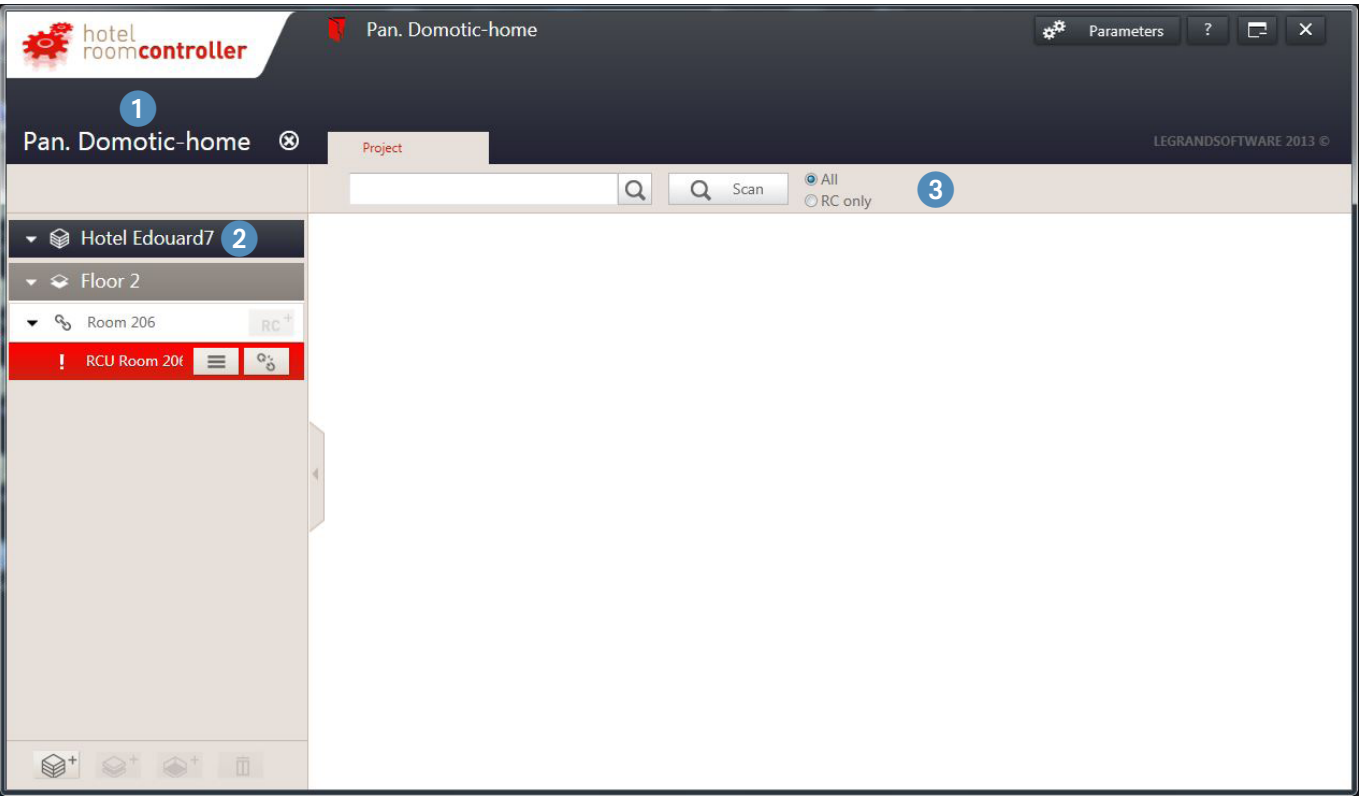 hotel
roomcontroller
Pan. Domotic-home
Parameters
?
1
Pan. Domotic-home
Project
LEGRANDSOFTWARE 2013 ©
Scan
All
RC only
3
Hotel Edouard7
2
Floor 2
Room 206
RC+
! RCU Room 206